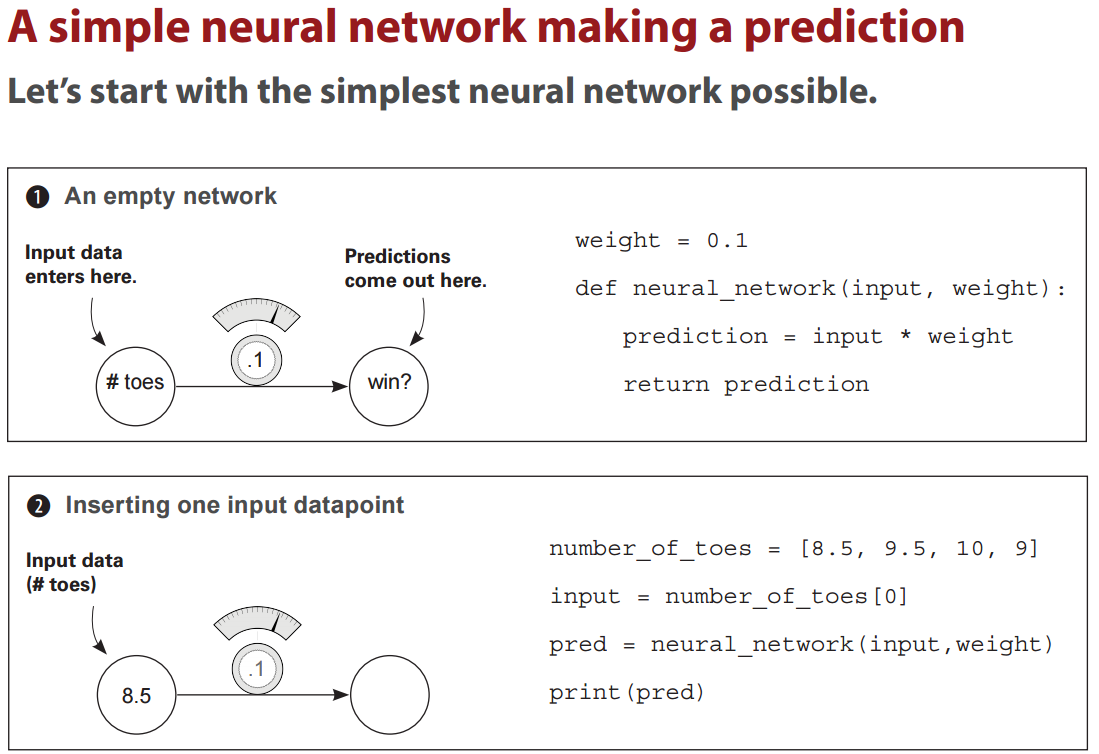 A simple neural network making a prediction
Let's start with the simplest neural network possible.
1 An empty network
Input data
enters here.
Predictions
come out here.
.1
# toes
win?
weight = 0.1
def neural_network(input, weight):
prediction = input * weight
return prediction
2 Inserting one input datapoint
Input data
(# toes)
.1
8.5
number_of_toes = [8.5, 9.5, 10, 9]
input = number_of_toes[0]
pred = neural_network(input,weight)
print(pred)